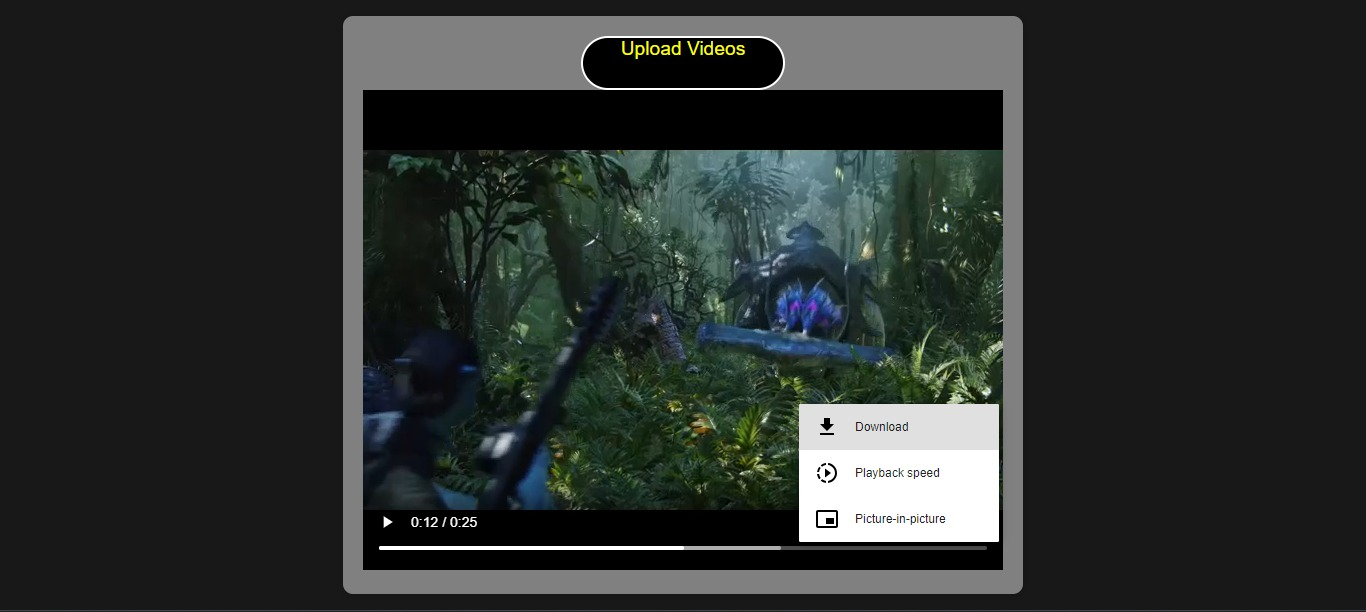 Upload Videos
Download
Playback speed
Picture-in-picture
0:12 / 0:25